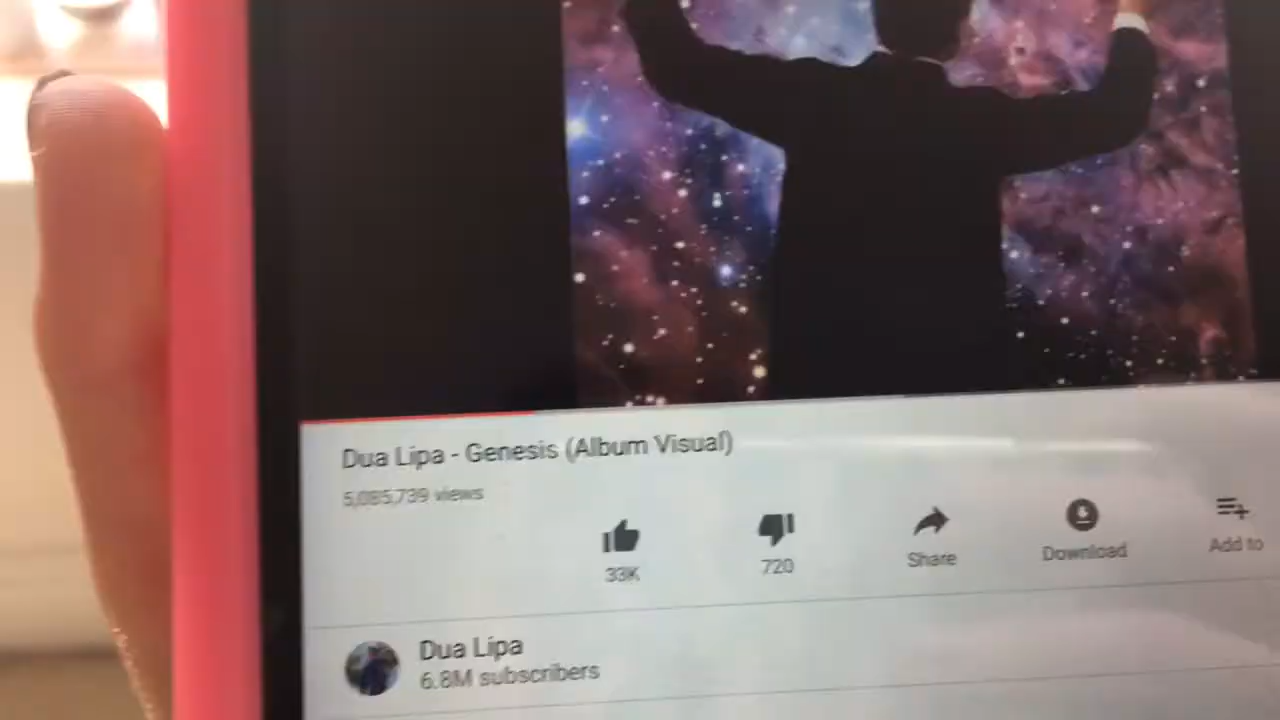 Dua Lipa - Genesis (Album Visual)
5,085,739 views
33K
720
Share
Download
Add to
Dua Lipa
6.8M subscribers